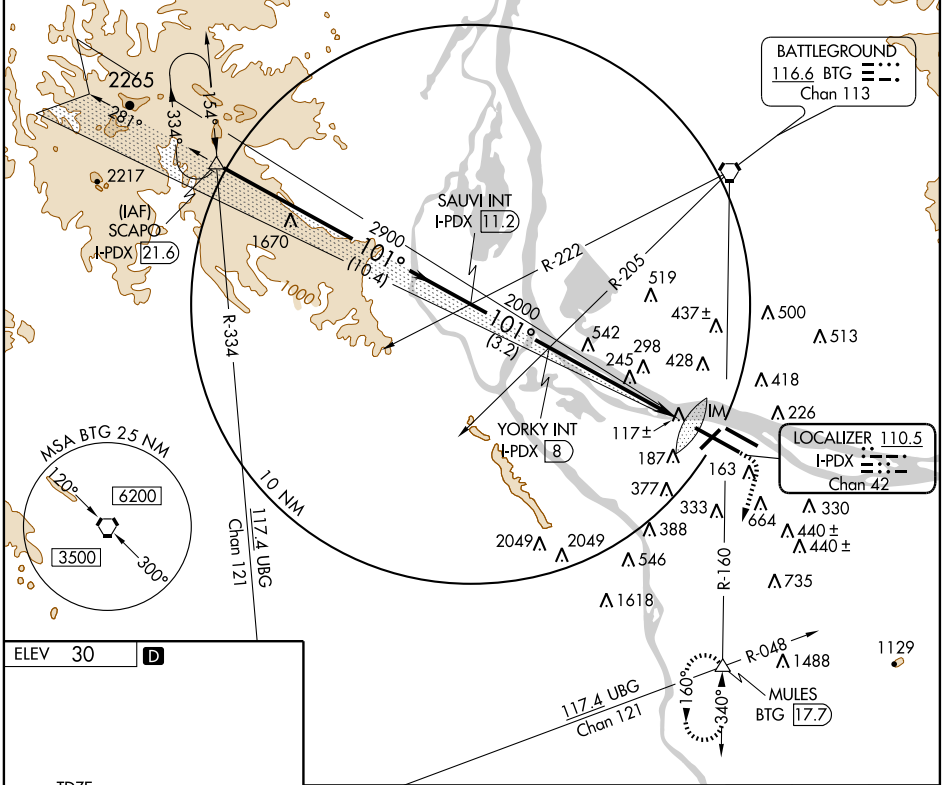 BATTLEGROUND
116.6 BTG
Chan 113
2265
281°
334°
154°
2217
(IAF)
SCAPO
I-PDX 21.6
1670
1000
2900
101°
(10.4)
SAUVI INT
I-PDX 11.2
R-222
R-205
2000
101°
(3.2)
519
437±
500
513
542
298
245
428
418
226
IM
117±
YORKY INT
I-PDX 8
LOCALIZER 110.5
I-PDX
Chan 42
187
163
377
333
664
330
388
440±
440±
2049
2049
546
735
1618
R-334
117.4 UBG
Chan 121
10 NM
MSA BTG 25 NM
120°
6200
3500
300°
R-160
R-048
1488
1129
160°
340°
MULES
BTG 17.7
117.4 UBG
Chan 121
ELEV 30
D